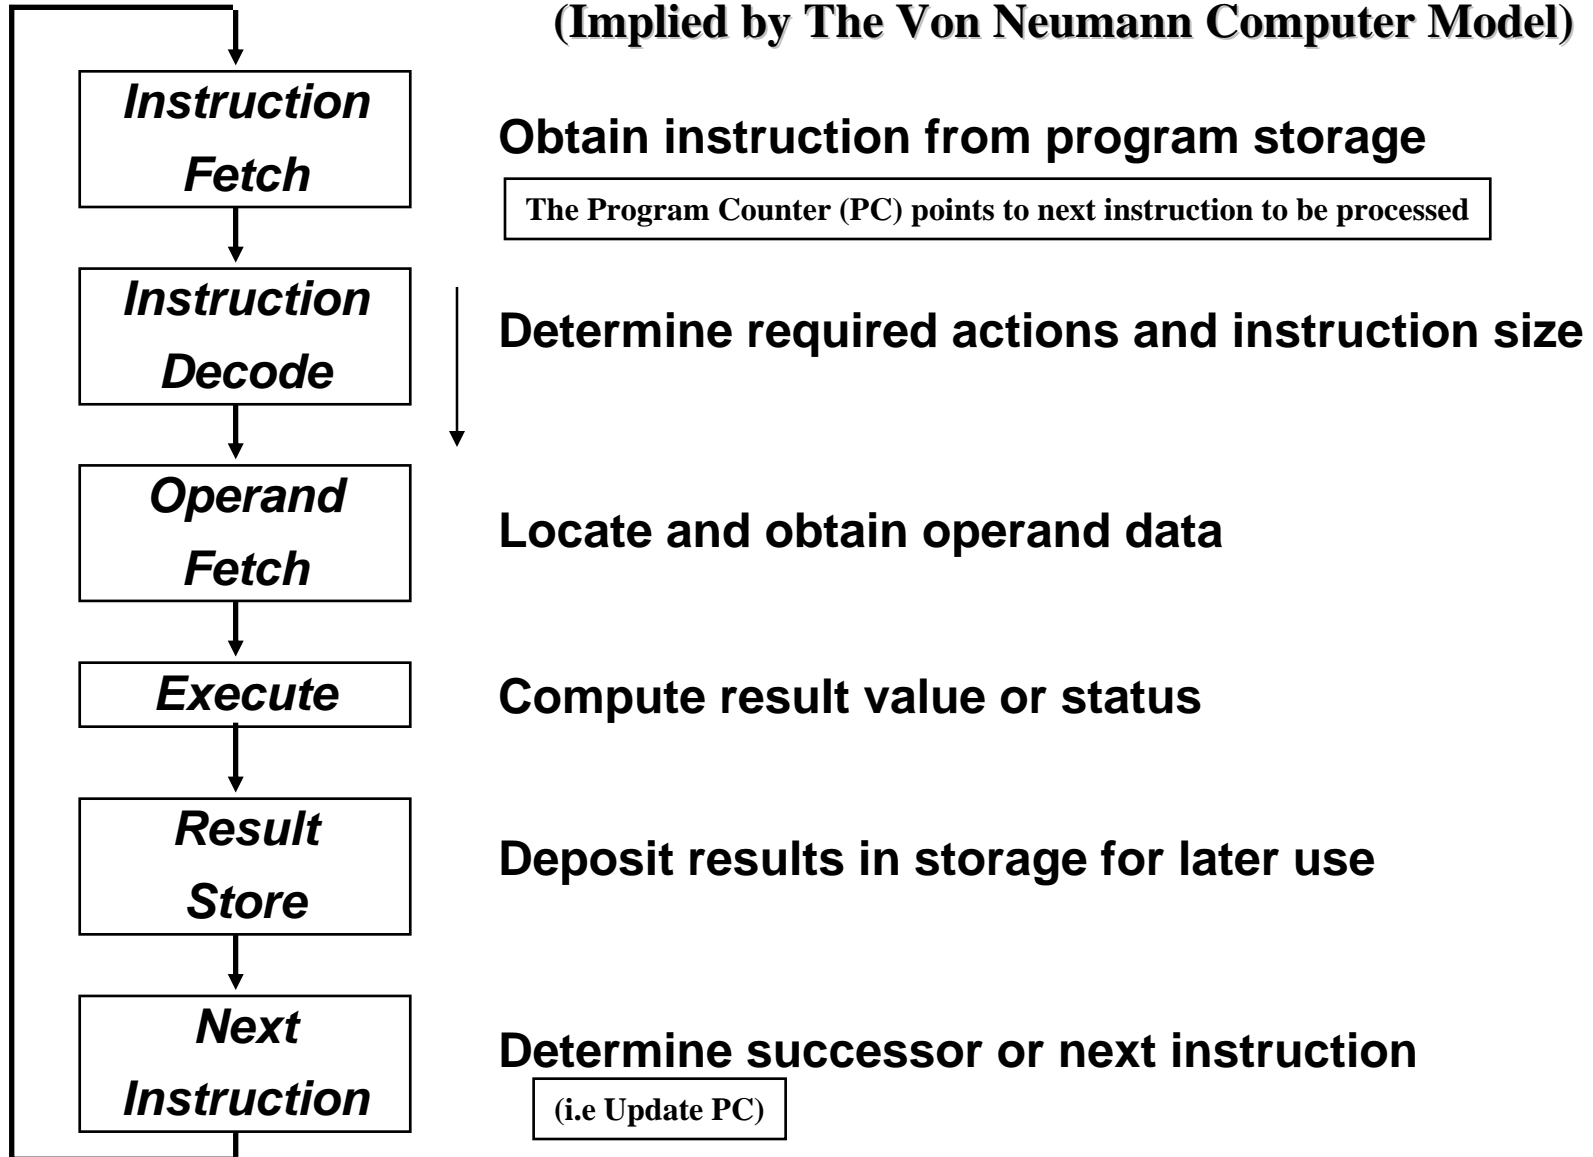 (Implied by The Von Neumann Computer Model)
Instruction
Fetch
Obtain instruction from program storage
The Program Counter (PC) points to next instruction to be processed
Instruction
Decode
Determine required actions and instruction size
Operand
Fetch
Locate and obtain operand data
Execute
Compute result value or status
Result
Store
Deposit results in storage for later use
Next
Instruction
Determine successor or next instruction
(i.e Update PC)